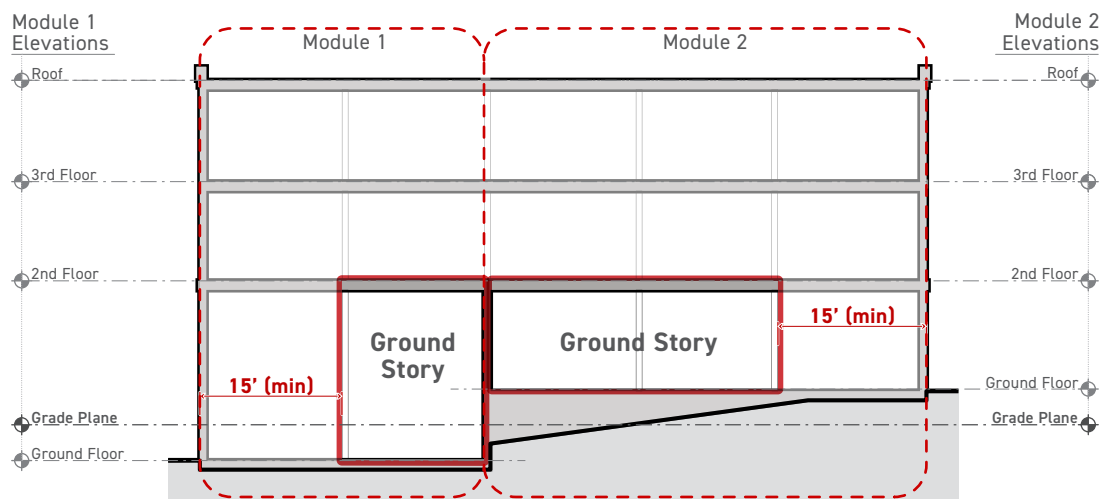 Module 1
Elevations
Module 1
Module 2
Module 2
Elevations
Roof
Roof
3rd Floor
3rd Floor
2nd Floor
2nd Floor
Ground
Story
Ground Story
15’ (min)
15’ (min)
Ground Floor
Grade Plane
Grade Plane
Ground Floor